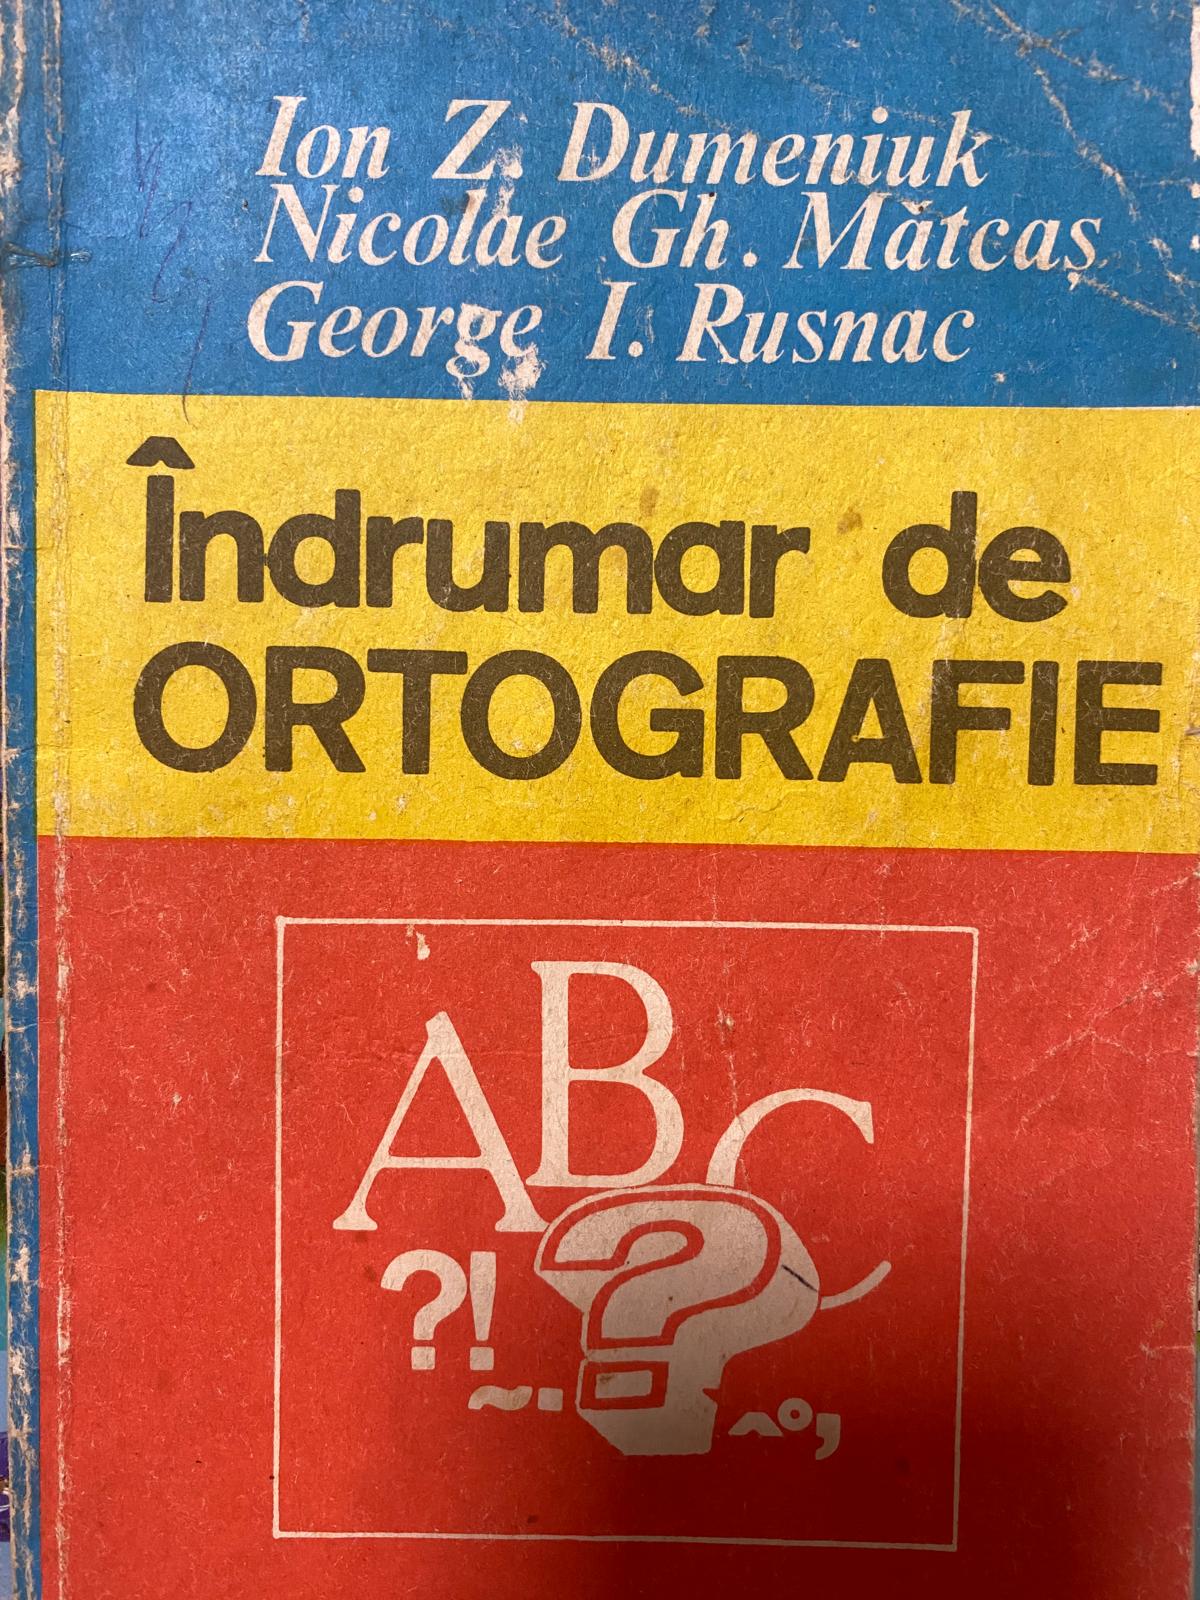 Ion Z. Dumeniuk
Nicolae Gh. Mătcaș
George I. Rusnac
Îndrumar de
ORTOGRAFIE
ABC
?!
?
~.
^°,